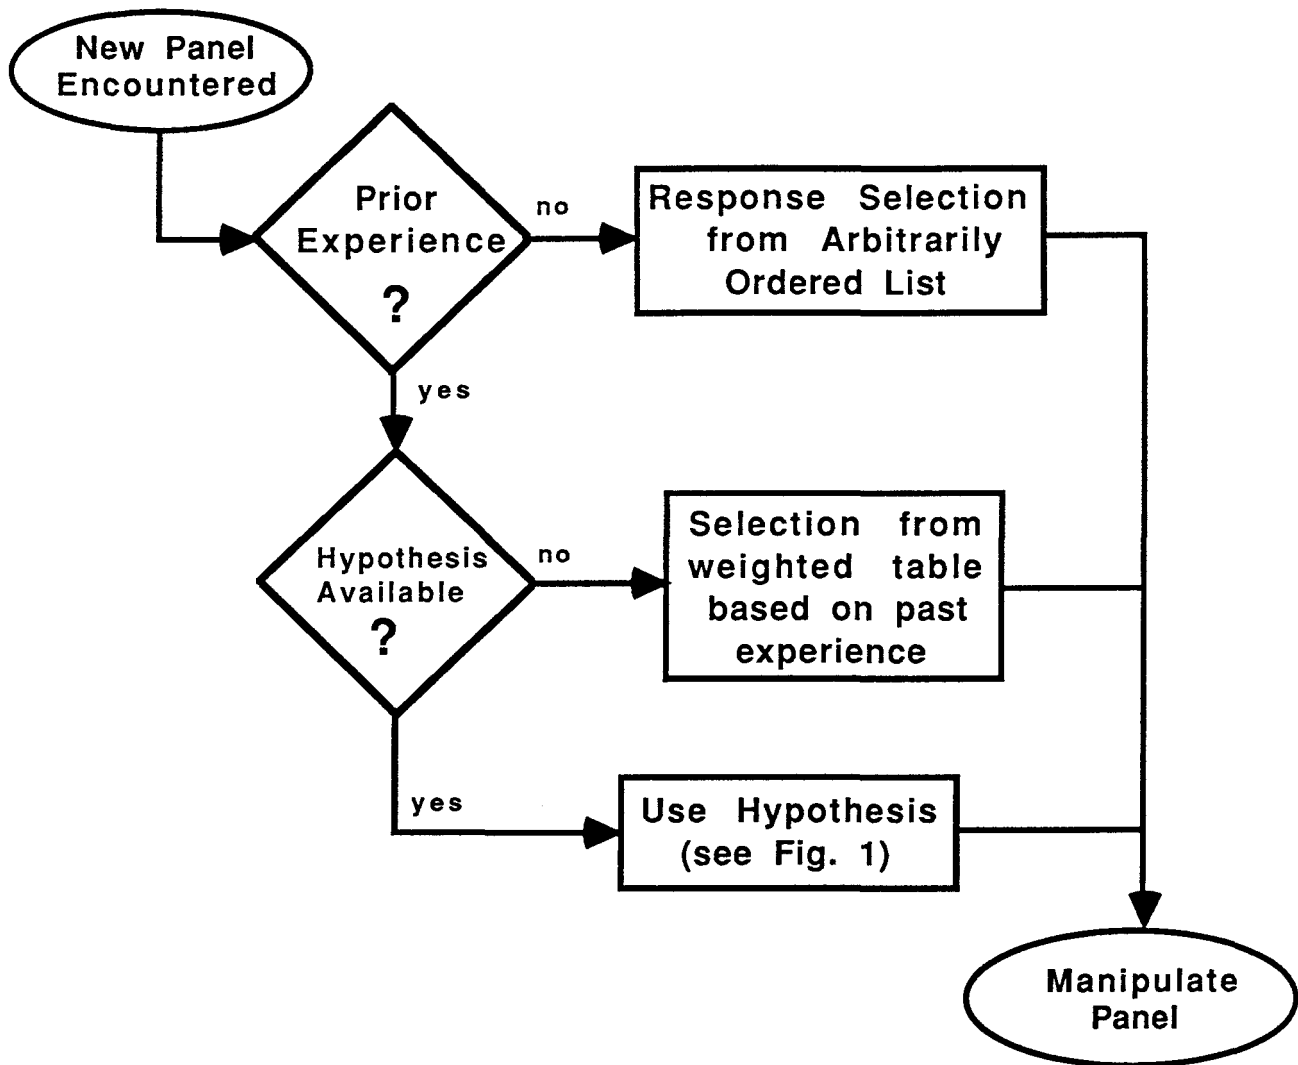 New Panel
Encountered
Prior
Experience
?
no
Response Selection
from Arbitrarily
Ordered List
yes
Hypothesis
Available
?
no
Selection from
weighted table
based on past
experience
yes
Use Hypothesis
(see Fig. 1)
Manipulate
Panel